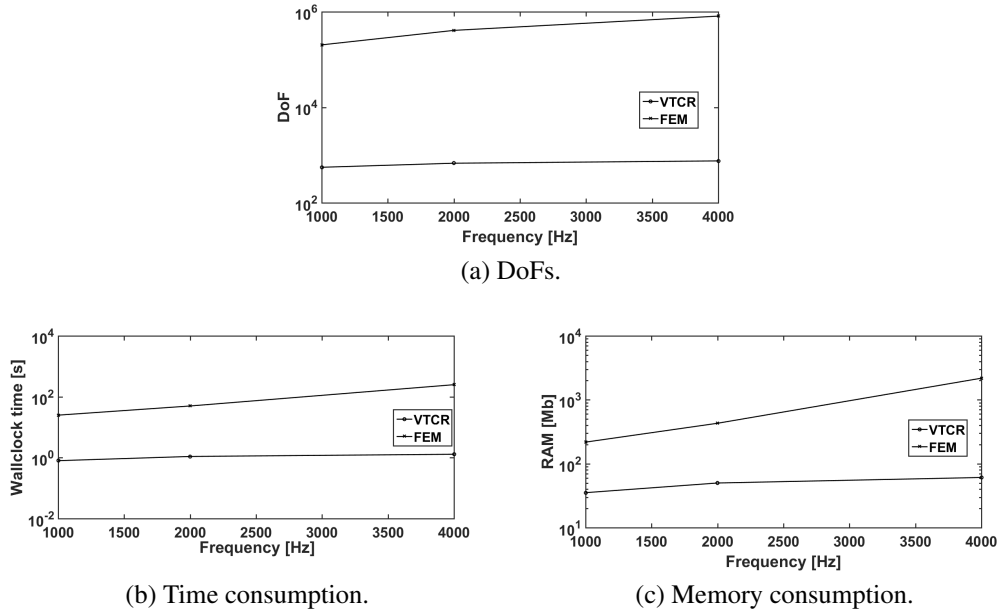 10^6
DoF
10^4
VTCR
FEM
10^2
1000 1500 2000 2500 3000 3500 4000
Frequency [Hz]
(a) DoFs.
10^4
Wallclock time [s]
10^2
VTCR
FEM
10^0
10^-2
1000 1500 2000 2500 3000 3500 4000
Frequency [Hz]
(b) Time consumption.
10^4
RAM [Mb]
10^3
VTCR
FEM
10^2
10^1
1000 1500 2000 2500 3000 3500 4000
Frequency [Hz]
(c) Memory consumption.